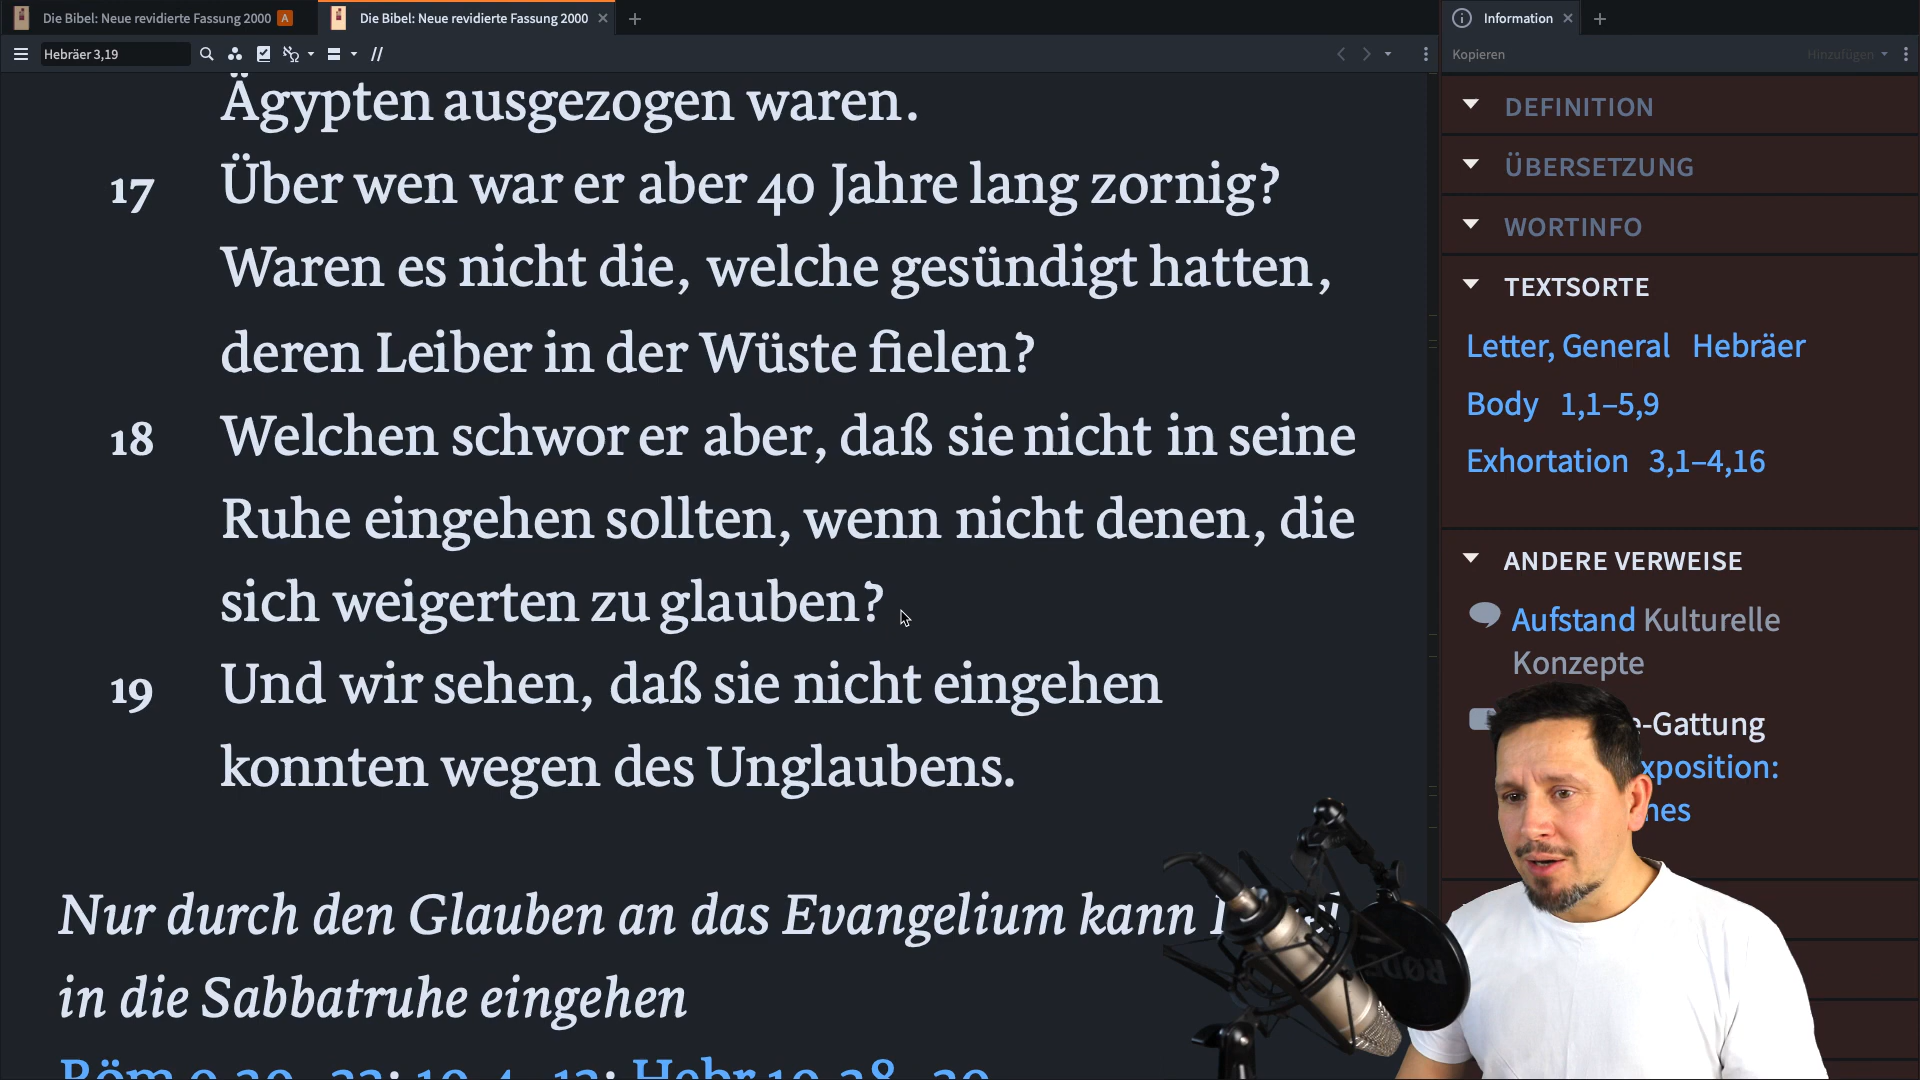 Die Bibel: Neue revidierte Fassung 2000 A
Die Bibel: Neue revidierte Fassung 2000
Information
Hebräer 3,19
Kopieren
Hinzufügen
Ägypten ausgezogen waren.
17 Über wen war er aber 40 Jahre lang zornig?
Waren es nicht die, welche gesündigt hatten,
deren Leiber in der Wüste fielen?
18 Welchen schwor er aber, daß sie nicht in seine
Ruhe eingehen sollten, wenn nicht denen, die
sich weigerten zu glauben?
19 Und wir sehen, daß sie nicht eingehen
konnten wegen des Unglaubens.
Nur durch den Glauben an das Evangelium kann
in die Sabbatruhe eingehen
DEFINITION
ÜBERSETZUNG
WORTINFO
TEXTSORTE
Letter, General Hebräer
Body 1,1–5,9
Exhortation 3,1–4,16
ANDERE VERWEISE
Aufstand Kulturelle
Konzepte
-Gattung
RØDE